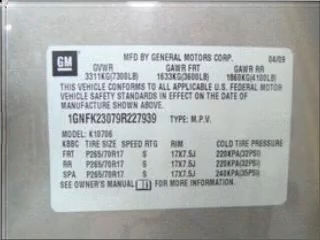 GM
MFD BY GENERAL MOTORS CORP. 04/09
GVWR GAWR FRT GAWR RR
3311KG(7300LB) 1633KG(3600LB) 1860KG(4100LB)
THIS VEHICLE CONFORMS TO ALL APPLICABLE U.S. FEDERAL MOTOR
VEHICLE SAFETY STANDARDS IN EFFECT ON THE DATE OF
MANUFACTURE SHOWN ABOVE.
1GNFK23079R227939 TYPE: M.P.V.
MODEL: K10706
KBBC TIRE SIZE SPEED RTG RIM COLD TIRE PRESSURE
FRT P265/70R17 S 17X7.5J 220KPA(32PSI)
RR P265/70R17 S 17X7.5J 220KPA(32PSI)
SPA P265/70R17 S 17X7.5J 240KPA(35PSI)
SEE OWNER'S MANUAL FOR MORE INFORMATION.